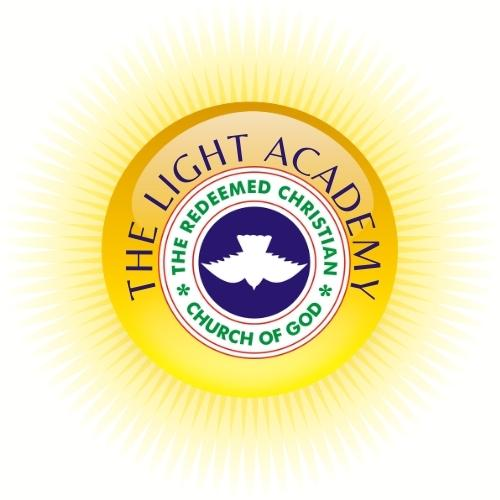 THE LIGHT ACADEMY
THE REDEEMED CHRISTIAN
* CHURCH OF GOD *